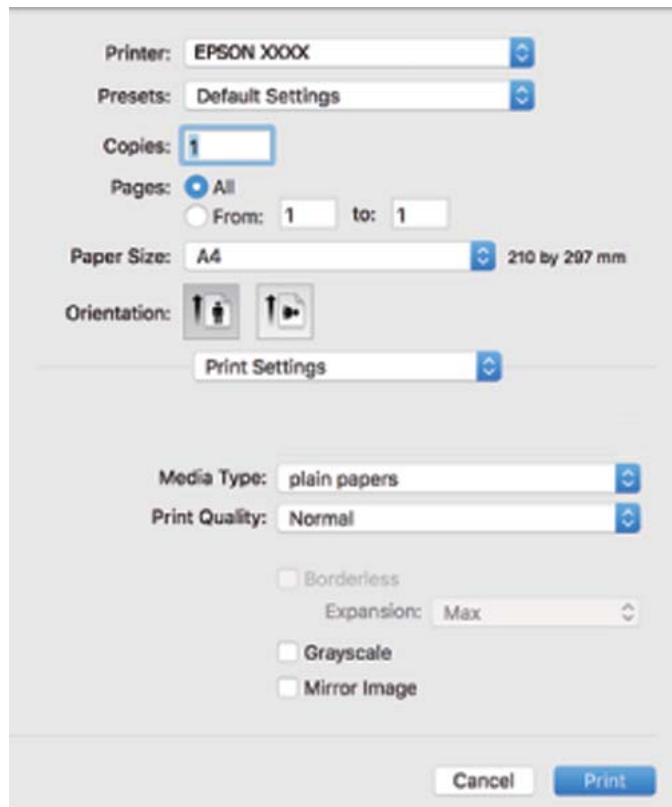 Printer: EPSON XXXX
Presets: Default Settings
Copies: 1
Pages: All
From: 1 to: 1
Paper Size: A4 210 by 297 mm
Orientation:
Print Settings
Media Type: plain papers
Print Quality: Normal
Borderless
Expansion: Max
Grayscale
Mirror Image
Cancel Print